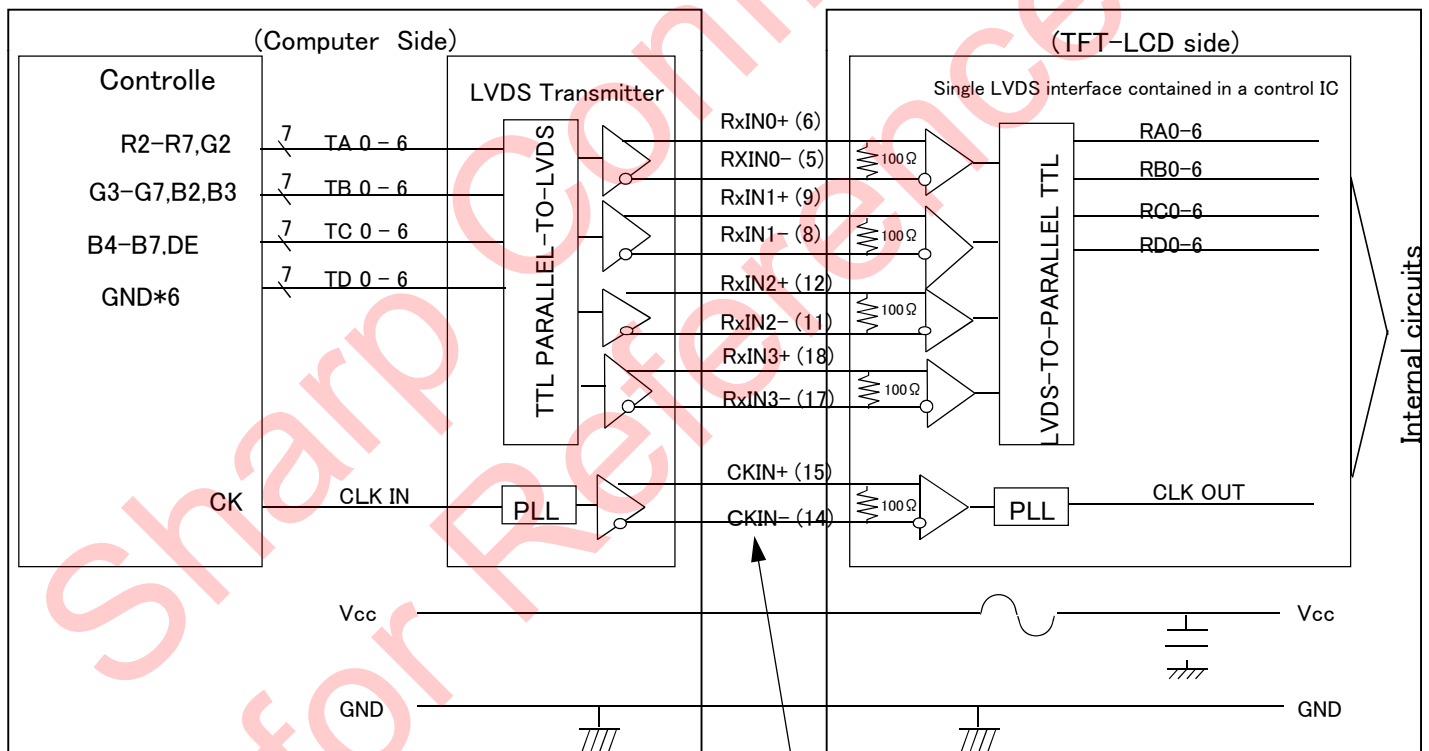 (Computer Side)
(TFT-LCD side)
Controlle
LVDS Transmitter
Single LVDS interface contained in a control IC
R2-R7,G2
7
TA 0 - 6
G3-G7,B2,B3
7
TB 0 - 6
B4-B7,DE
7
TC 0 - 6
GND*6
7
TD 0 - 6
TTL PARALLEL-TO-LVDS
RxIN0+ (6)
RXIN0- (5)
RxIN1+ (9)
RxIN1- (8)
RxIN2+ (12)
RxIN2- (11)
RxIN3+ (18)
RxIN3- (17)
100Ω
100Ω
100Ω
100Ω
LVDS-TO-PARALLEL TTL
RA0-6
RB0-6
RC0-6
RD0-6
Internal circuits
CK
CLK IN
PLL
CKIN+ (15)
CKIN- (14)
100Ω
PLL
CLK OUT
Vcc
Vcc
GND
GND
Sharp Con
for Reference